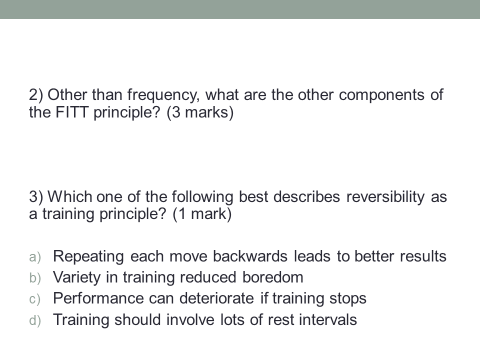 2) Other than frequency, what are the other components of
the FITT principle? (3 marks)
3) Which one of the following best describes reversibility as
a training principle? (1 mark)
a) Repeating each move backwards leads to better results
b) Variety in training reduced boredom
c) Performance can deteriorate if training stops
d) Training should involve lots of rest intervals